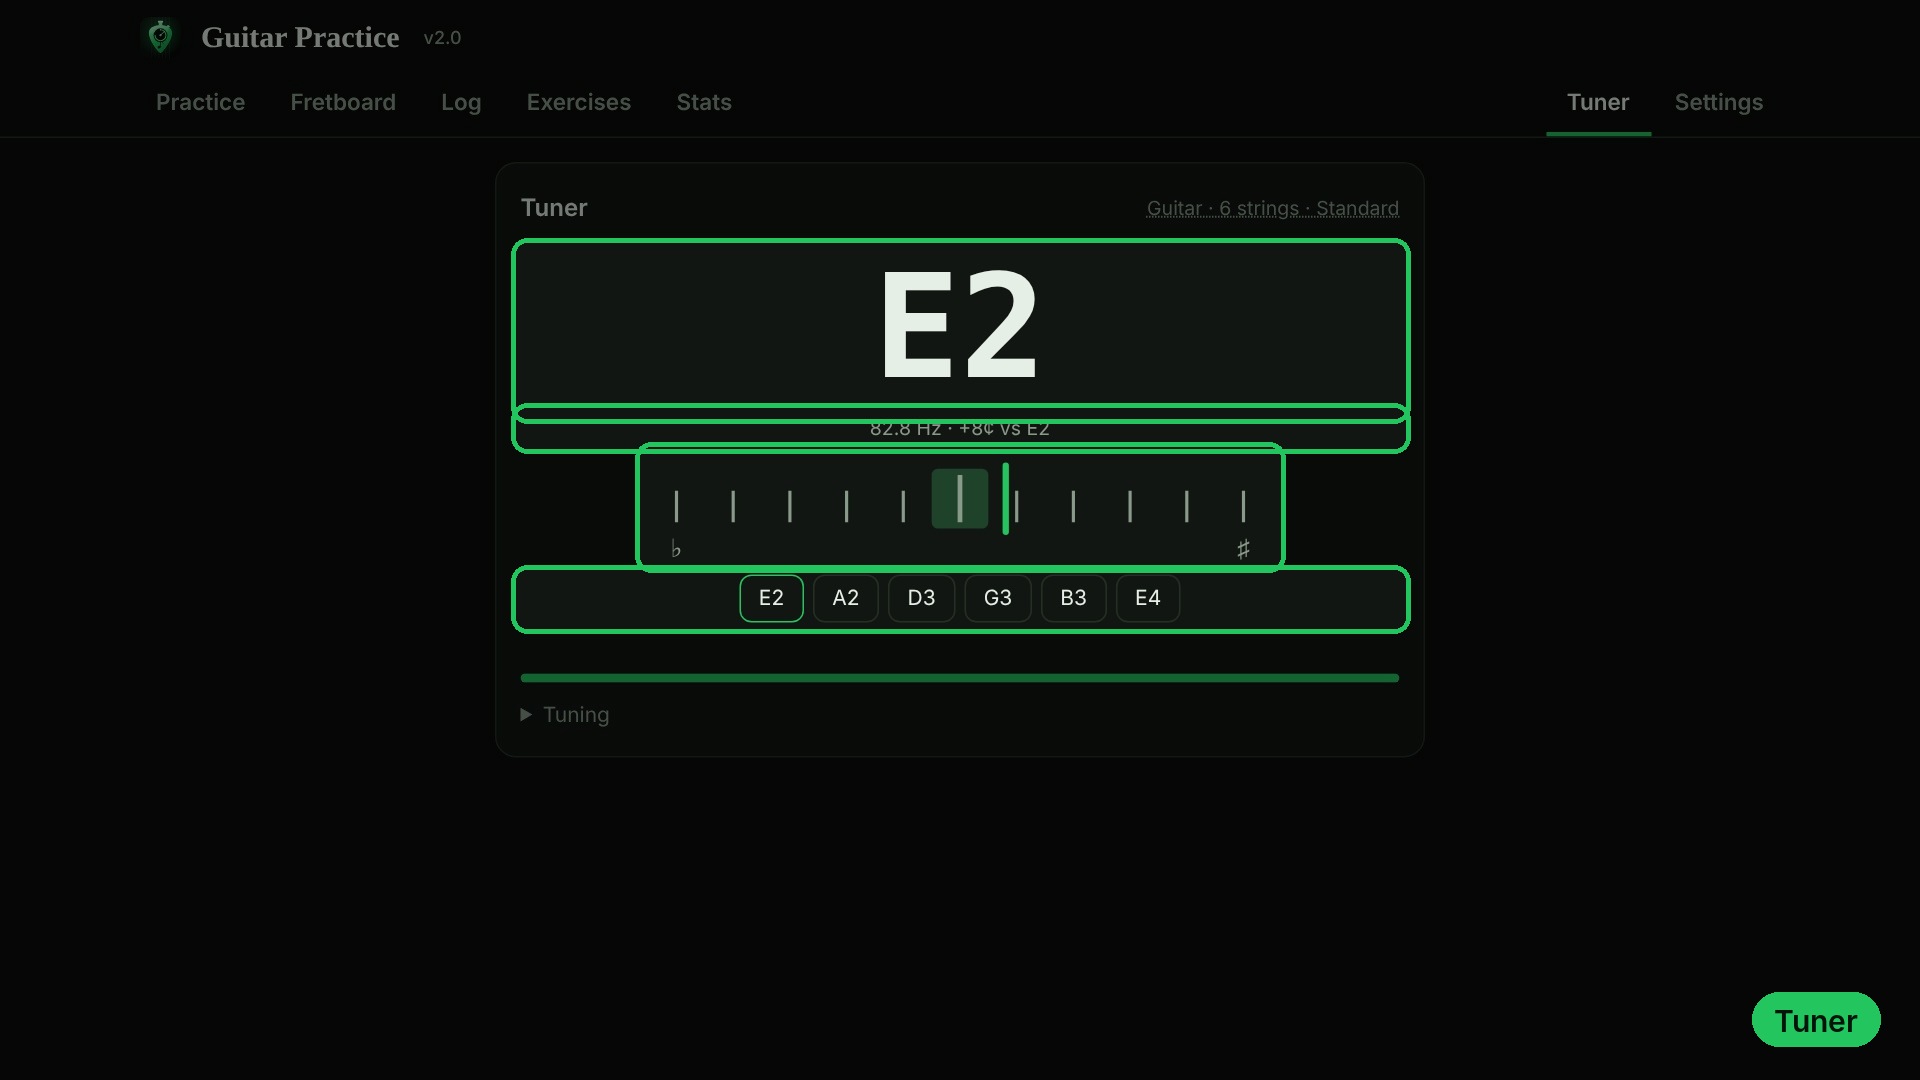 Guitar Practice v2.0
Practice Fretboard Log Exercises Stats Tuner Settings
Tuner Guitar · 6 strings · Standard
E2
82.8 Hz · +8¢ vs E2
♭ ♯
E2 A2 D3 G3 B3 E4
Tuning
Tuner